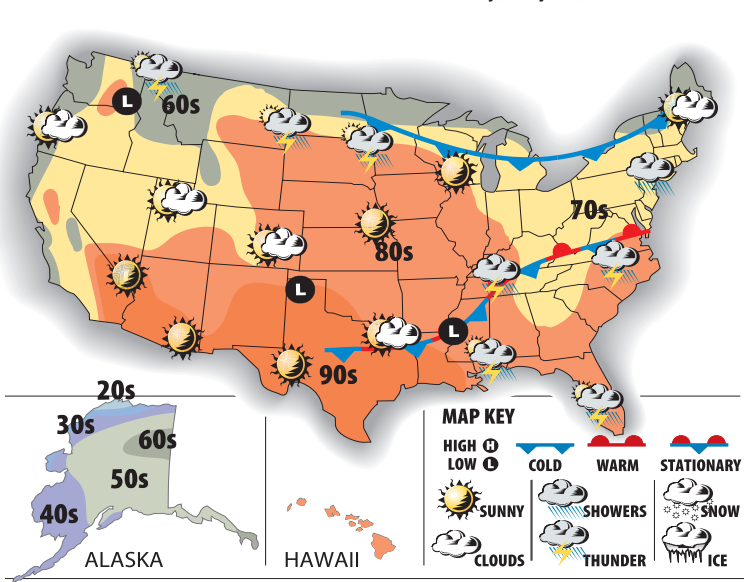 L
60s
70s
80s
L
L
90s
20s
30s
60s
50s
40s
ALASKA
HAWAII
MAP KEY
HIGH H
LOW L
COLD
WARM
STATIONARY
SUNNY
SHOWERS
SNOW
CLOUDS
THUNDER
ICE